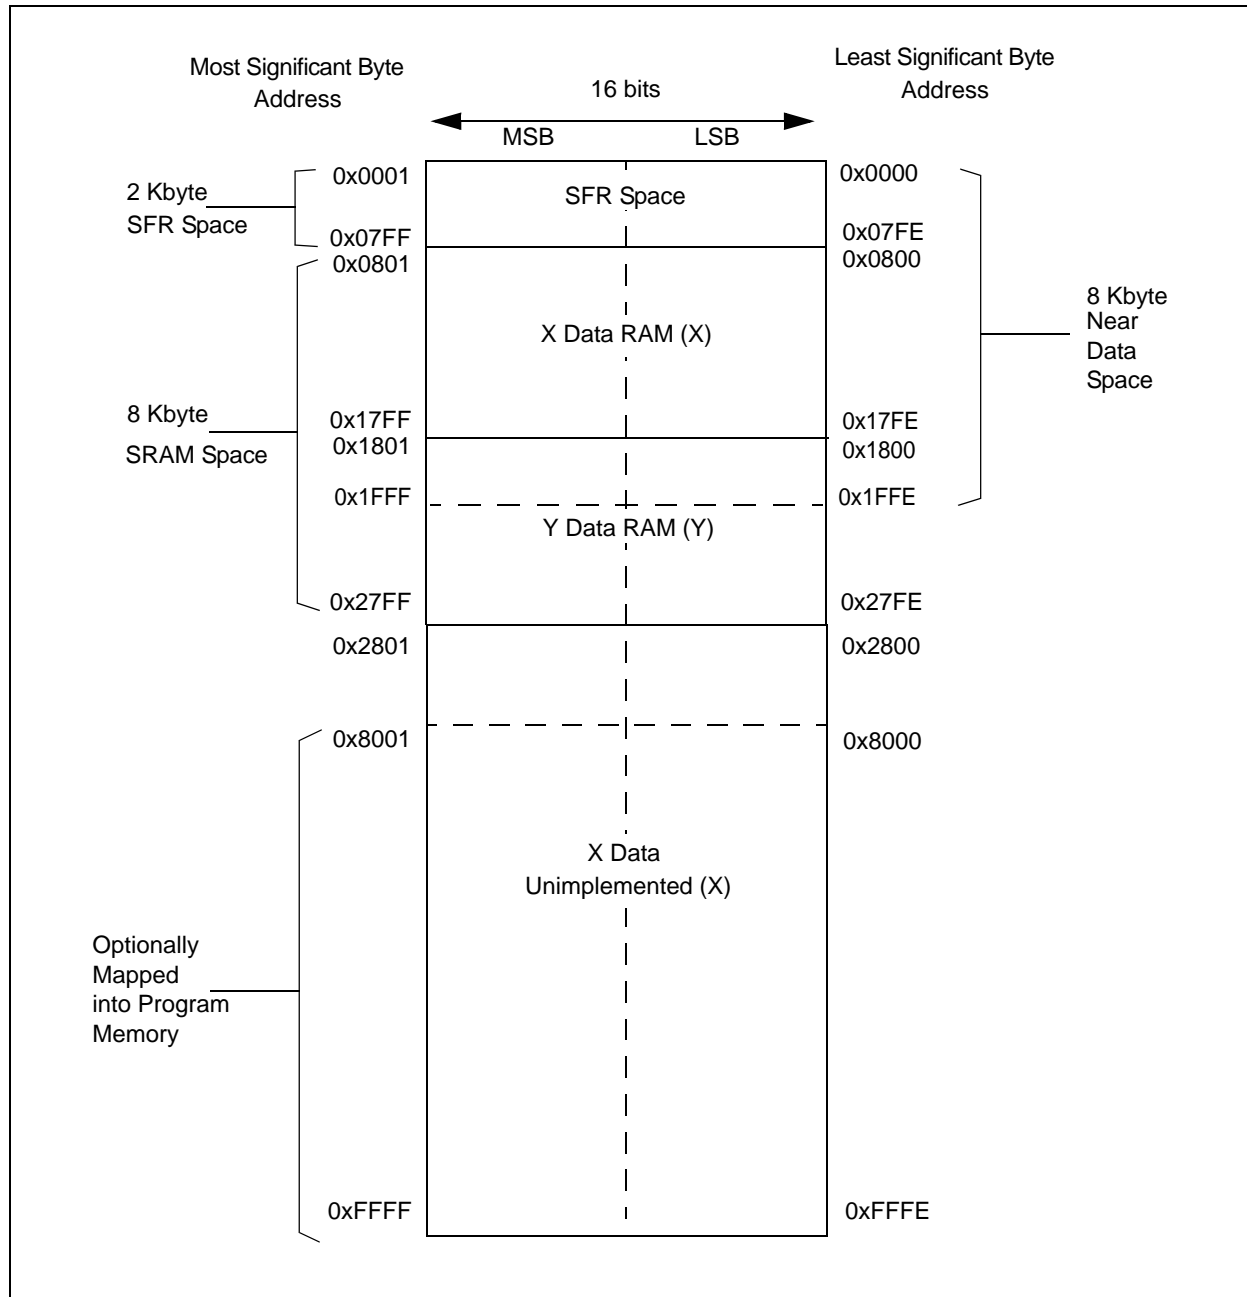 Most Significant Byte
Address
16 bits
Least Significant Byte
Address
MSB
LSB
0x0001
0x0000
2 Kbyte
SFR Space
SFR Space
0x07FF
0x07FE
0x0801
0x0800
8 Kbyte
Near
Data
Space
X Data RAM (X)
8 Kbyte
SRAM Space
0x17FF
0x17FE
0x1801
0x1800
0x1FFF
0x1FFE
Y Data RAM (Y)
0x27FF
0x27FE
0x2801
0x2800
0x8001
0x8000
X Data
Unimplemented (X)
Optionally
Mapped
into Program
Memory
0xFFFF
0xFFFE